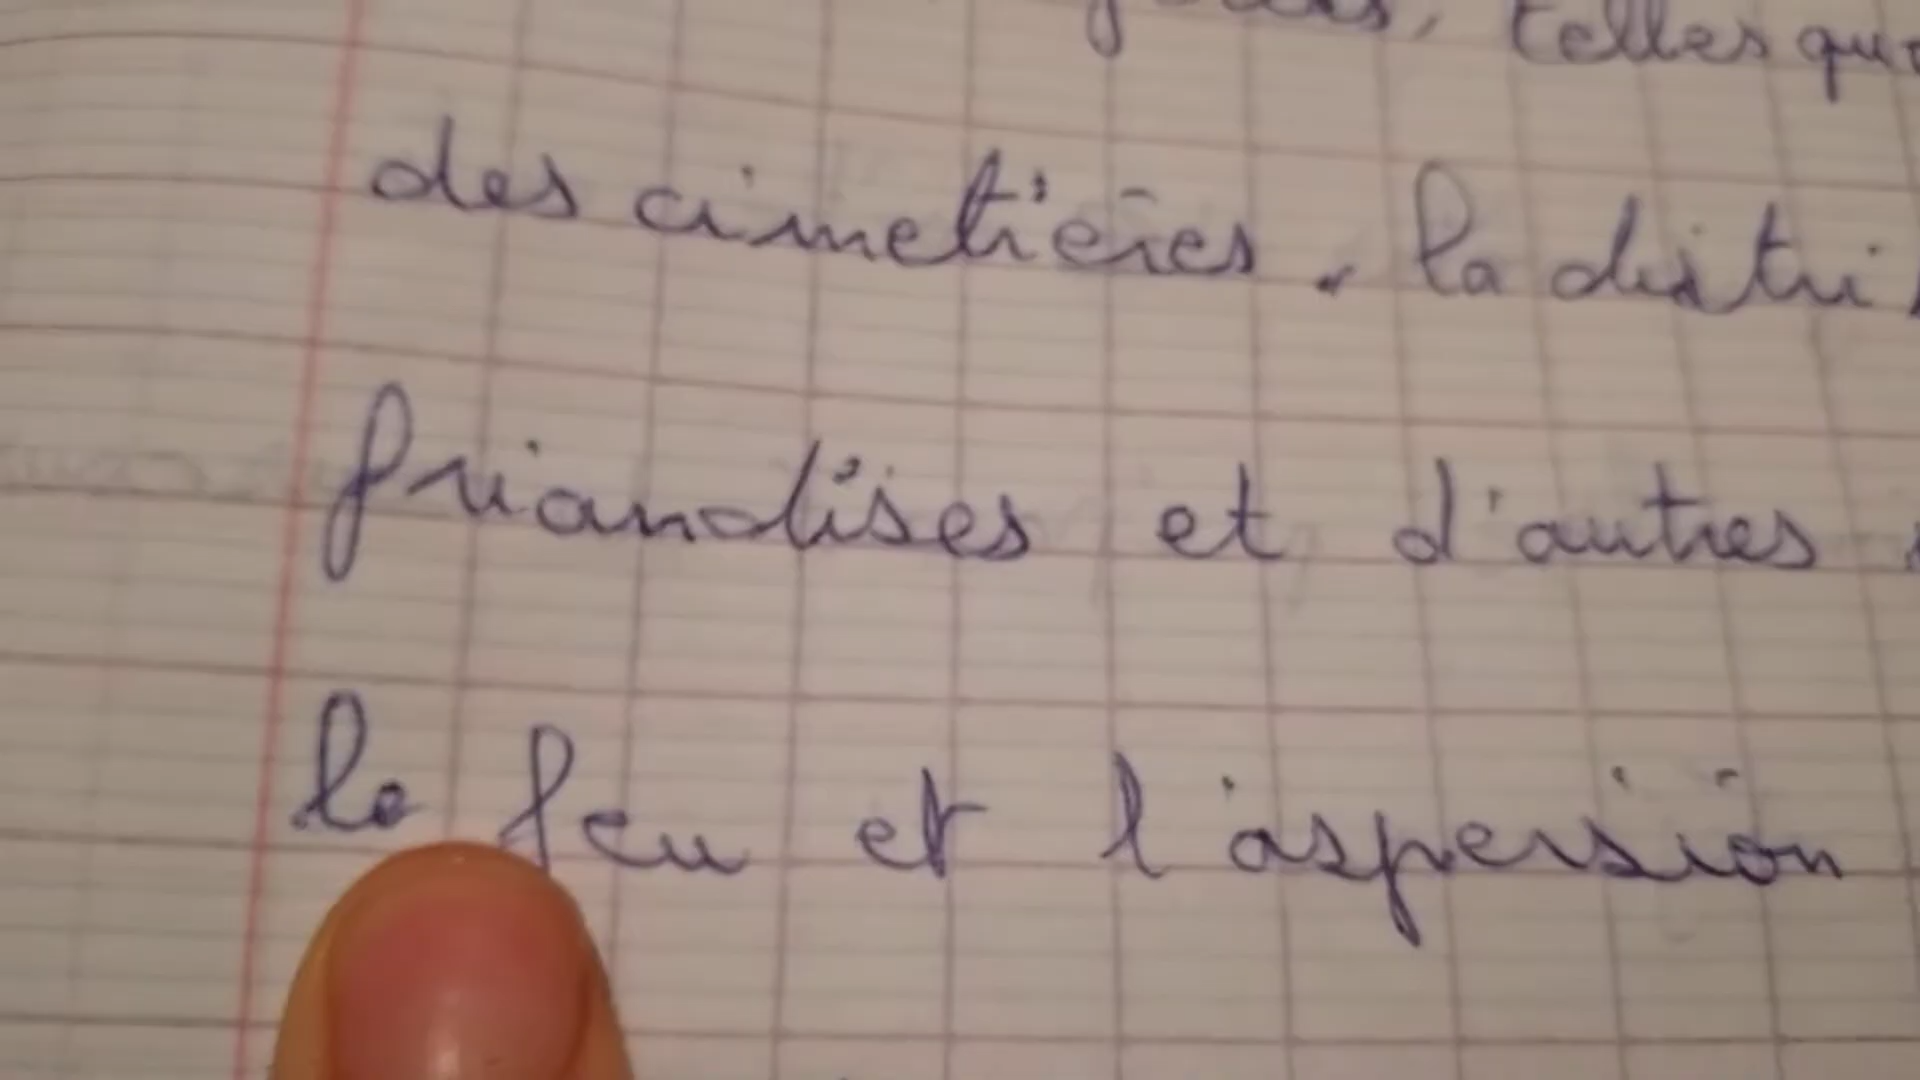 telles que
des cimetières, la distri
friandises et d'autres
le feu et l'aspersion